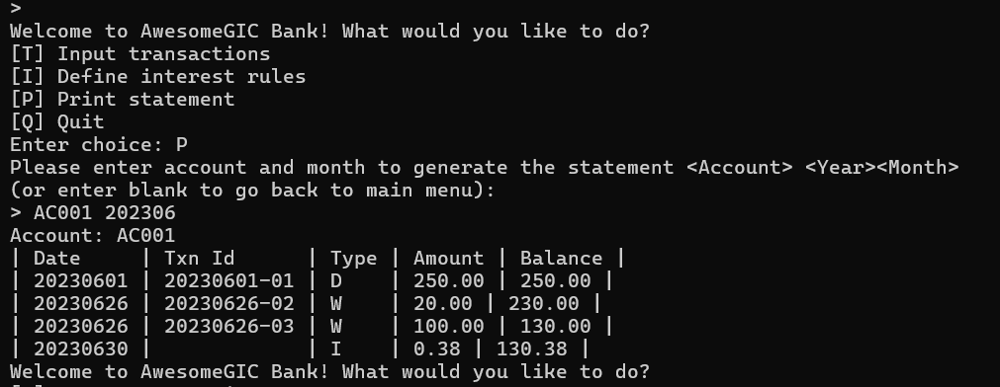 >
Welcome to AwesomeGIC Bank! What would you like to do?
[T] Input transactions
[I] Define interest rules
[P] Print statement
[Q] Quit
Enter choice: P
Please enter account and month to generate the statement <Account> <Year><Month>
(or enter blank to go back to main menu):
> AC001 202306
Account: AC001
| Date     | Txn Id      | Type | Amount | Balance |
| 20230601 | 20230601-01 | D    | 250.00 | 250.00 |
| 20230626 | 20230626-02 | W    | 20.00 | 230.00 |
| 20230626 | 20230626-03 | W    | 100.00 | 130.00 |
| 20230630 |             | I    | 0.38 | 130.38 |
Welcome to AwesomeGIC Bank! What would you like to do?